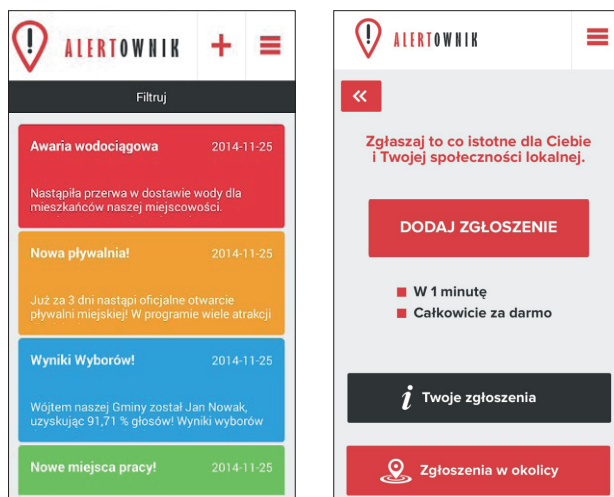 ALERTOWNIK
Filtruj
Awaria wodociągowa 2014-11-25
Nastąpiła przerwa w dostawie wody dla
mieszkańców naszej miejscowości.
Nowa pływalnia! 2014-11-25
Już za 3 dni nastąpi oficjalne otwarcie
pływalni miejskiej! W programie wiele atrakcji
Wyniki Wyborów! 2014-11-25
Wójtem naszej Gminy został Jan Nowak,
uzyskując 91,71 % głosów! Wyniki wyborów
Nowe miejsca pracy! 2014-11-25
ALERTOWNIK
Zgłaszaj to co istotne dla Ciebie
i Twojej społeczności lokalnej.
DODAJ ZGŁOSZENIE
W 1 minutę
Całkowicie za darmo
Twoje zgłoszenia
Zgłoszenia w okolicy